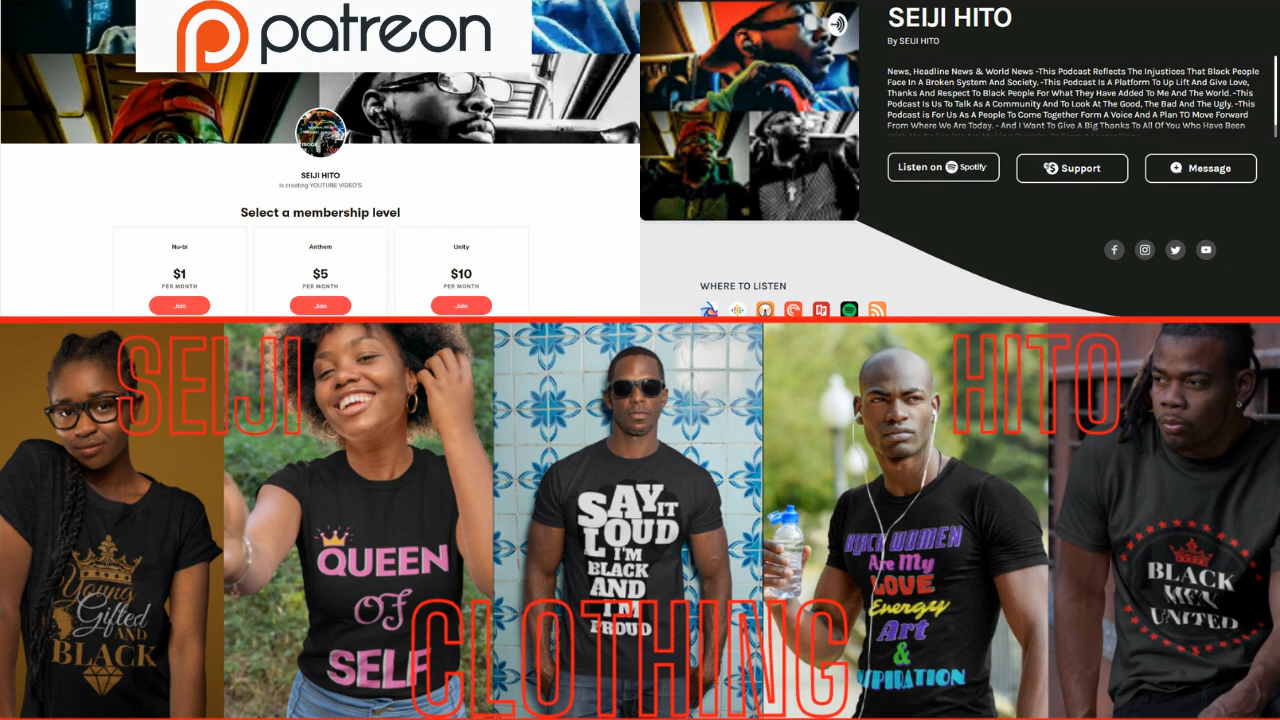 patreon
SEIJI HITO
is creating YOUTUBE VIDEO'S
Select a membership level
Nu-bi
$1
PER MONTH
Join
Anthem
$5
PER MONTH
Join
Unity
$10
PER MONTH
Join
SEIJI HITO
By SEIJI HITO
News, Headline News & World News -This Podcast Reflects The Injustices That Black People
Face In A Broken System And Society. -This Podcast Is A Platform To Up Lift And Give Love,
Thanks And Respect To Black People For What They Have Added To Me And The World. -This
Podcast Is Us To Talk As A Community And To Look At The Good, The Bad And The Ugly. -This
Podcast is For Us As A People To Come Together Form A Voice And A Plan TO Move Forward
From Where We Are Today. - And I Want To Give A Big Thanks To All Of You Who Have Been
Listen on Spotify
Support
Message
WHERE TO LISTEN
SEIJI HITO
CLOTHING
Young
Gifted
AND
BLACK
QUEEN
OF
SELF
SAY IT
LOUD
I'M
BLACK
AND
I'M
PROUD
BLACK WOMEN
Are My
LOVE
Energy
Art
&
INSPIRATION
BLACK
MEN
UNITED